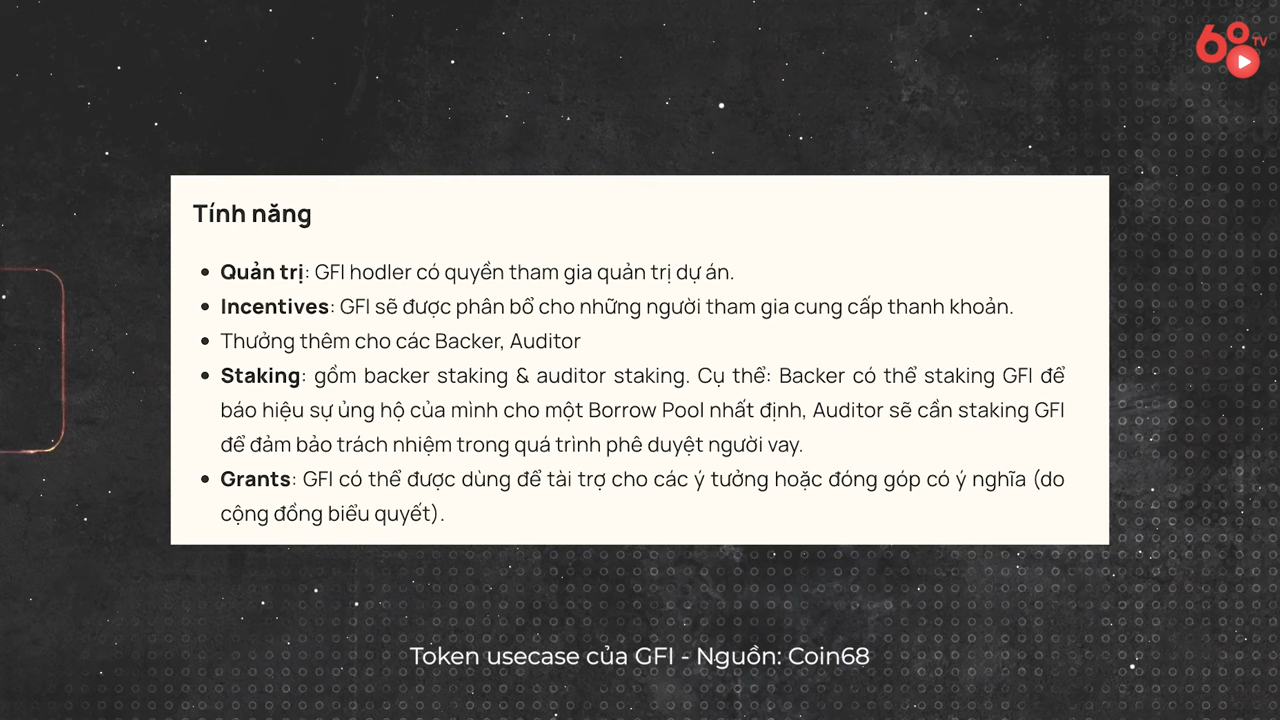 68 TV
Tính năng
• Quản trị: GFI hodler có quyền tham gia quản trị dự án.
• Incentives: GFI sẽ được phân bổ cho những người tham gia cung cấp thanh khoản.
• Thưởng thêm cho các Backer, Auditor
• Staking: gồm backer staking & auditor staking. Cụ thể: Backer có thể staking GFI để
báo hiệu sự ủng hộ của mình cho một Borrow Pool nhất định, Auditor sẽ cần staking GFI
để đảm bảo trách nhiệm trong quá trình phê duyệt người vay.
• Grants: GFI có thể được dùng để tài trợ cho các ý tưởng hoặc đóng góp có ý nghĩa (do
cộng đồng biểu quyết).
Token usecase của GFI - Nguồn: Coin68